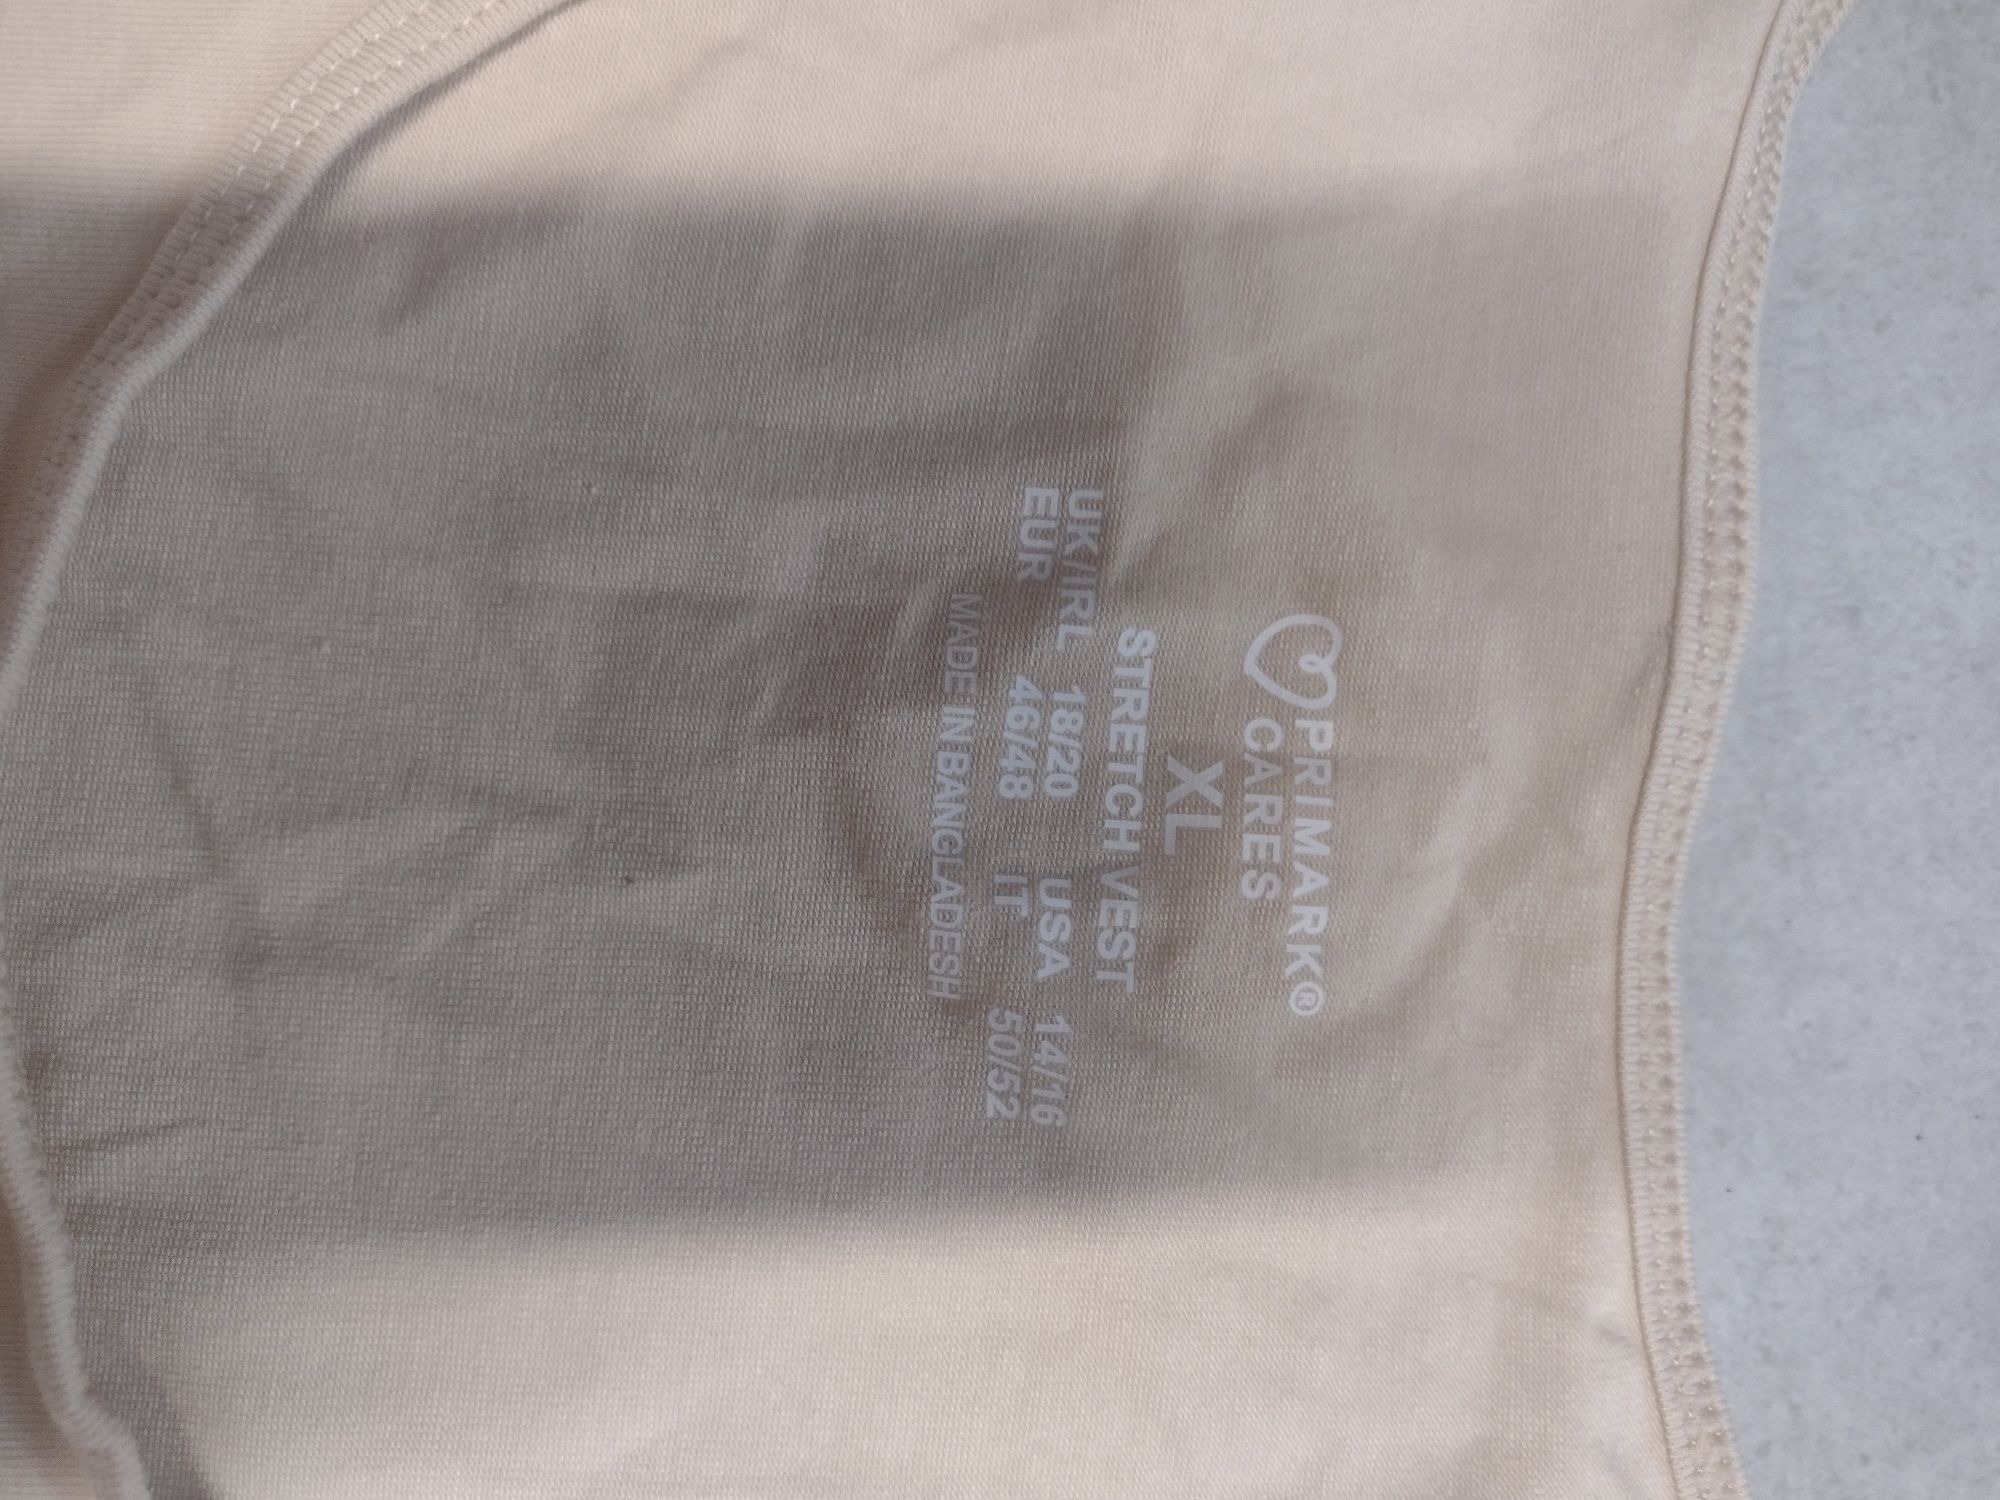 PRIMARK®
CARES
XL
STRETCH VEST
UK/IRL 18/20 USA 14/16
EUR 46/48 IT 50/52
MADE IN BANGLADESH